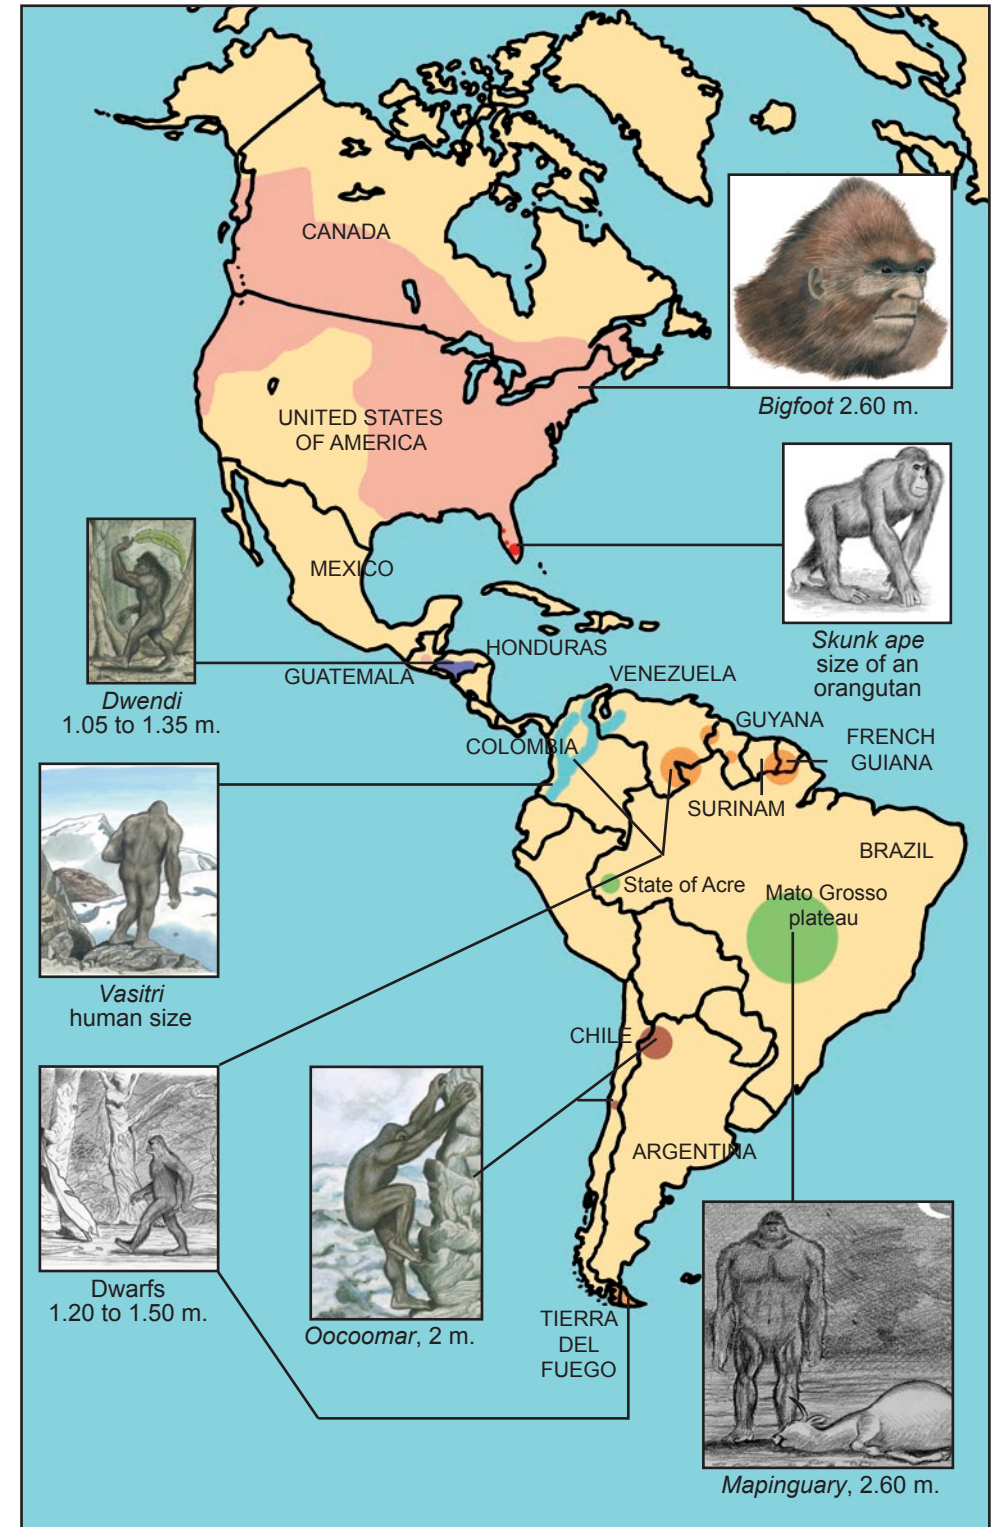 CANADA
Bigfoot 2.60 m.
UNITED STATES
OF AMERICA
Skunk ape
size of an
orangutan
MEXICO
HONDURAS
GUATEMALA
Dwendi
1.05 to 1.35 m.
VENEZUELA
GUYANA
FRENCH
GUIANA
COLOMBIA
SURINAM
BRAZIL
State of Acre
Mato Grosso
plateau
Vasitri
human size
CHILE
ARGENTINA
Dwarfs
1.20 to 1.50 m.
Oocoomar, 2 m.
TIERRA
DEL
FUEGO
Mapinguary, 2.60 m.